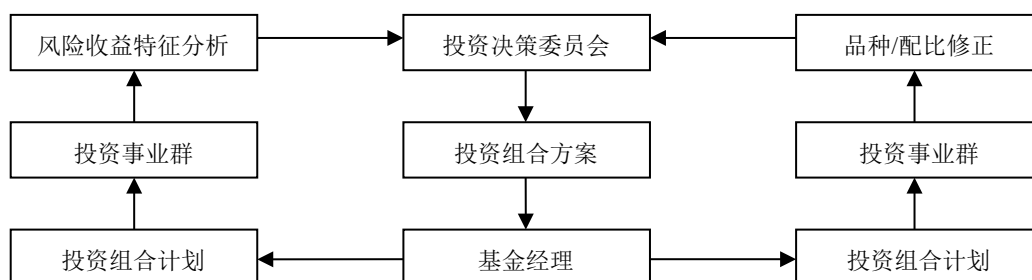 风险收益特征分析
投资决策委员会
品种/配比修正
投资事业群
投资组合方案
投资事业群
投资组合计划
基金经理
投资组合计划